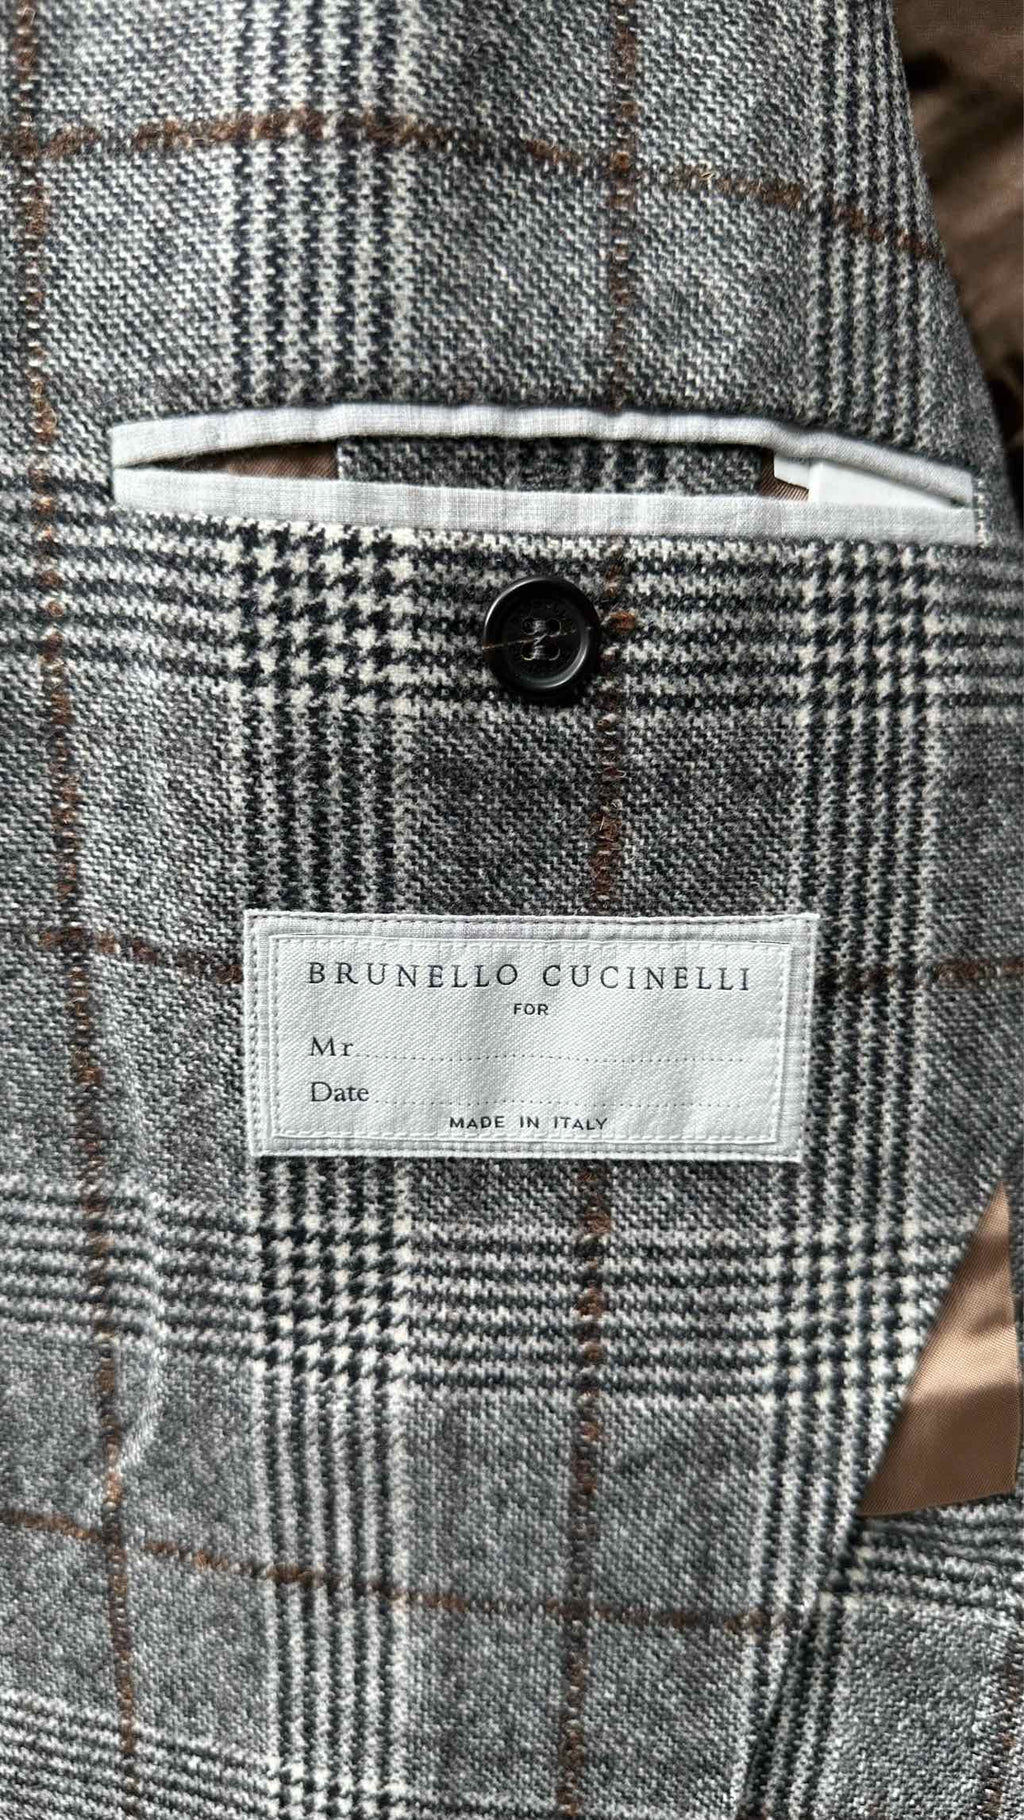 BRUNELLO CUCINELLI
FOR
Mr.......................................................
Date..................................................
MADE IN ITALY